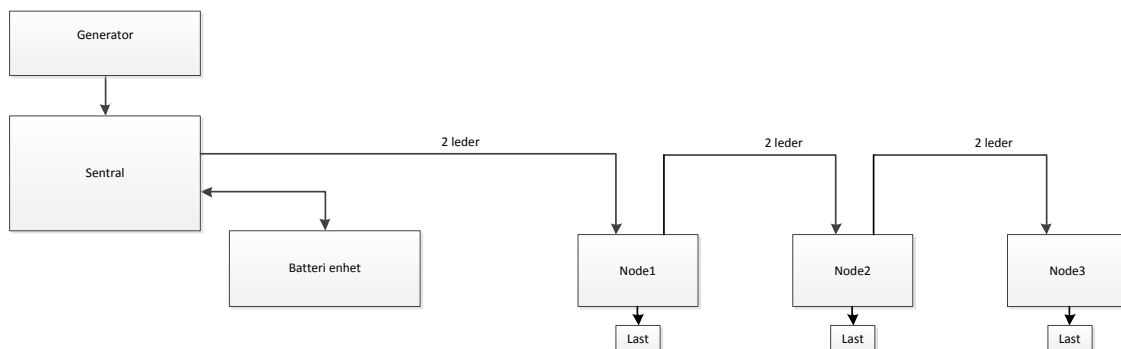 Generator
Sentral
2 leder
2 leder
2 leder
Batteri enhet
Node1
Node2
Node3
Last
Last
Last